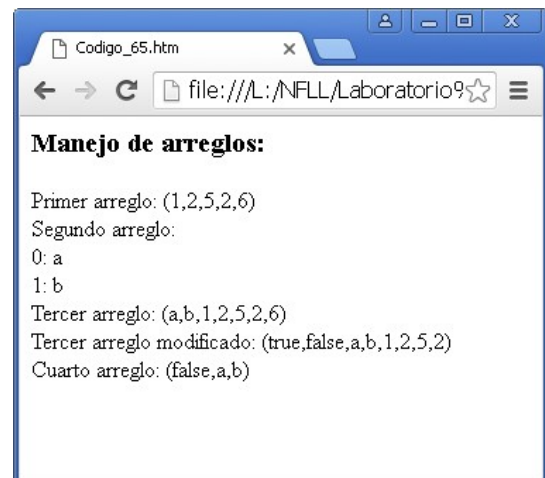 Codigo_65.htm
file:///L:/NFLL/Laboratorio9
Manejo de arreglos:
Primer arreglo: (1,2,5,2,6)
Segundo arreglo:
0: a
1: b
Tercer arreglo: (a,b,1,2,5,2,6)
Tercer arreglo modificado: (true,false,a,b,1,2,5,2)
Cuarto arreglo: (false,a,b)